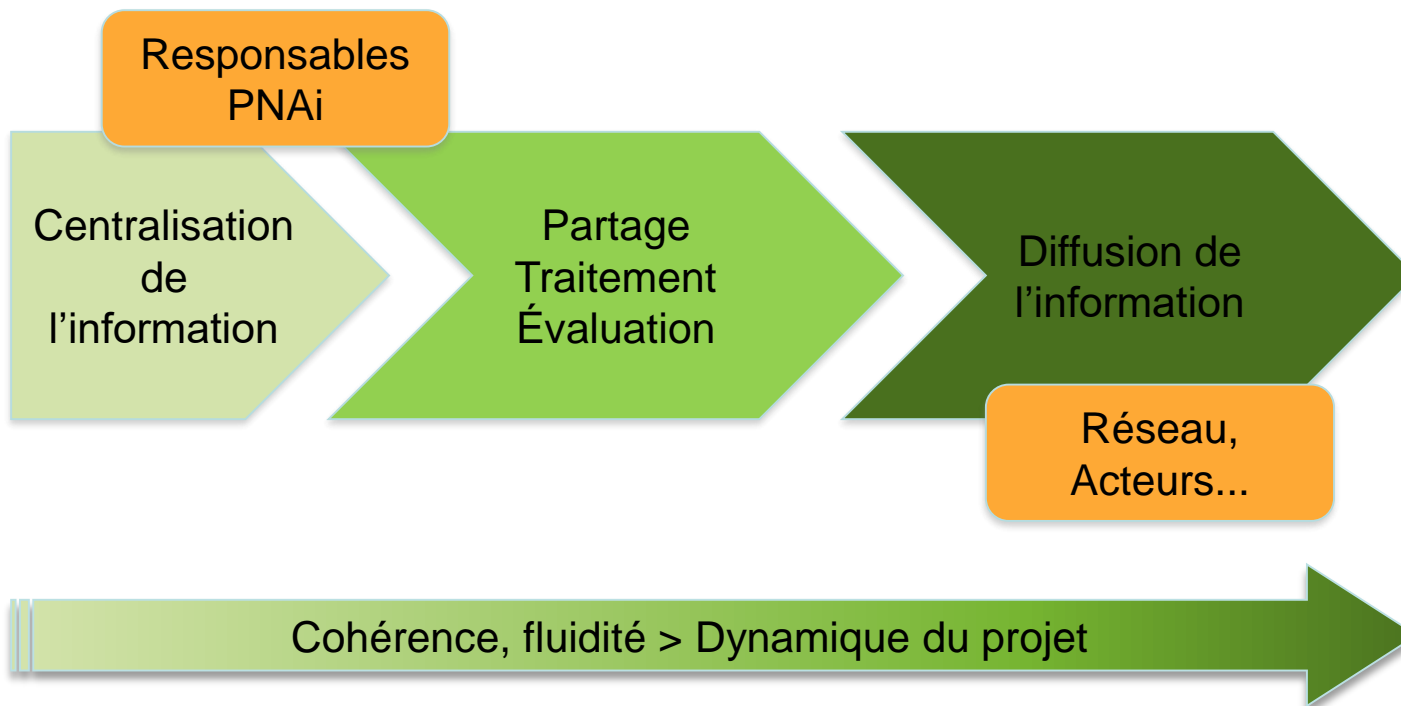 Responsables
PNAi
Centralisation
de
l’information
Partage
Traitement
Évaluation
Diffusion de
l’information
Réseau,
Acteurs...
Cohérence, fluidité > Dynamique du projet